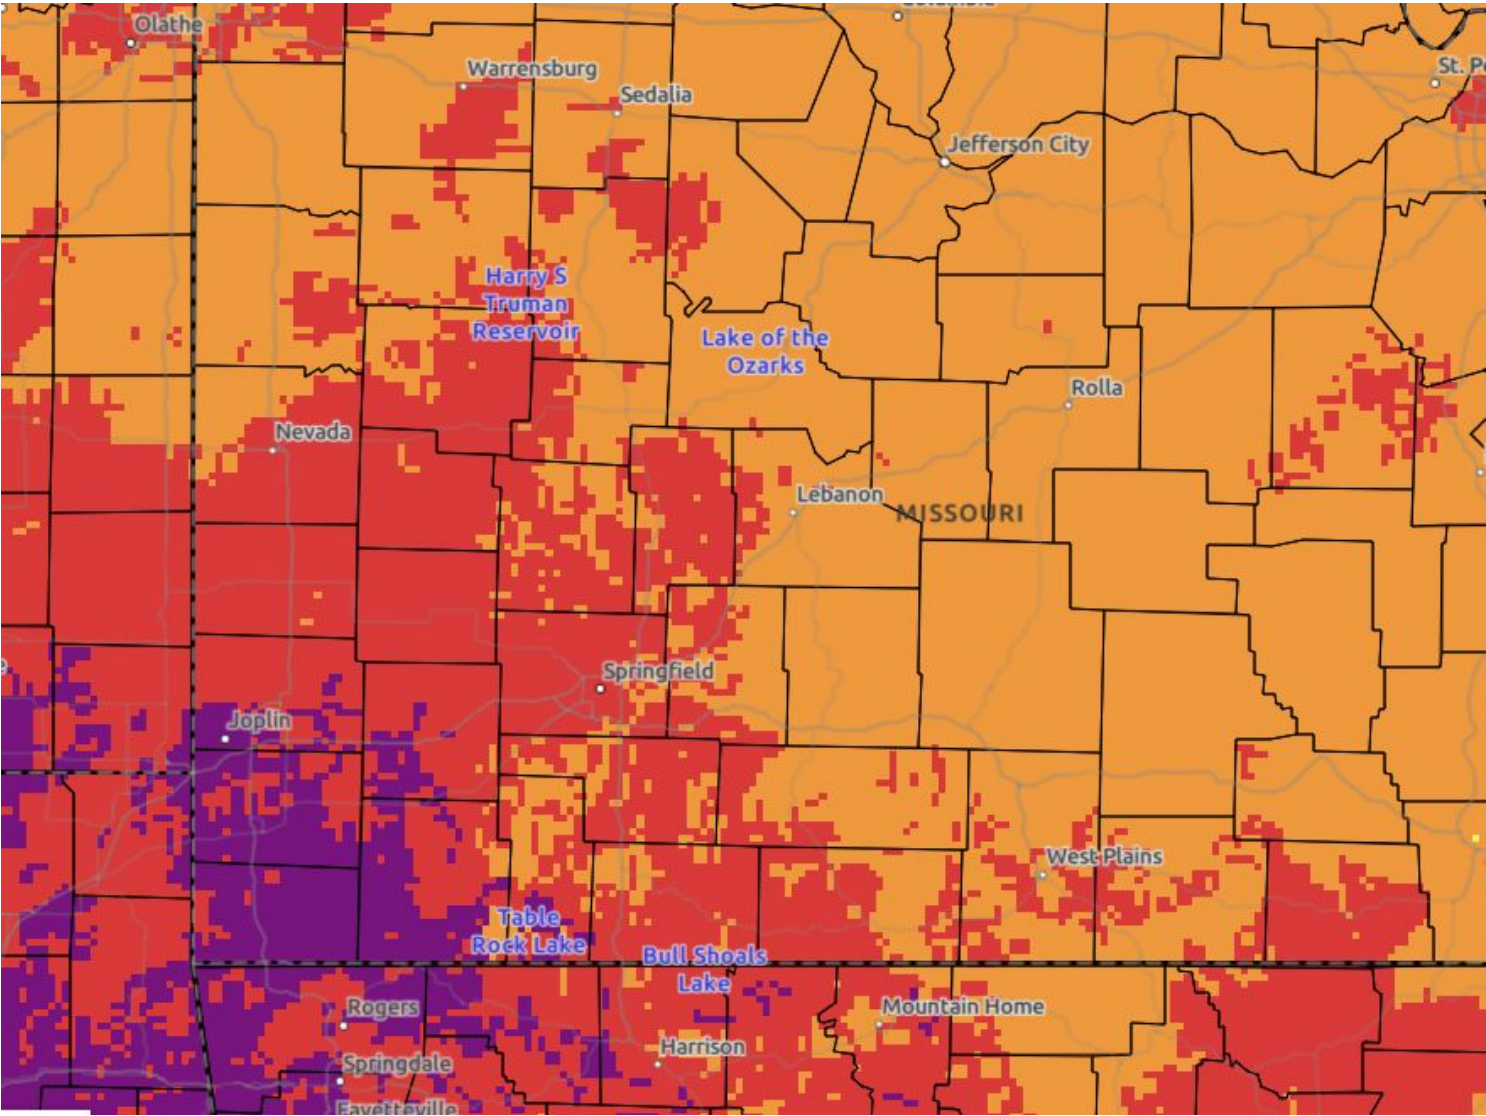 Olathe
Warrensburg
Sedalia
St. P
Jefferson City
Harry S
Truman
Reservoir
Lake of the
Ozarks
Rolla
Nevada
Lebanon
MISSOURI
Springfield
Joplin
West Plains
Table
Rock Lake
Bull Shoals
Lake
Rogers
Mountain Home
Harrison
Springdale
Fayetteville